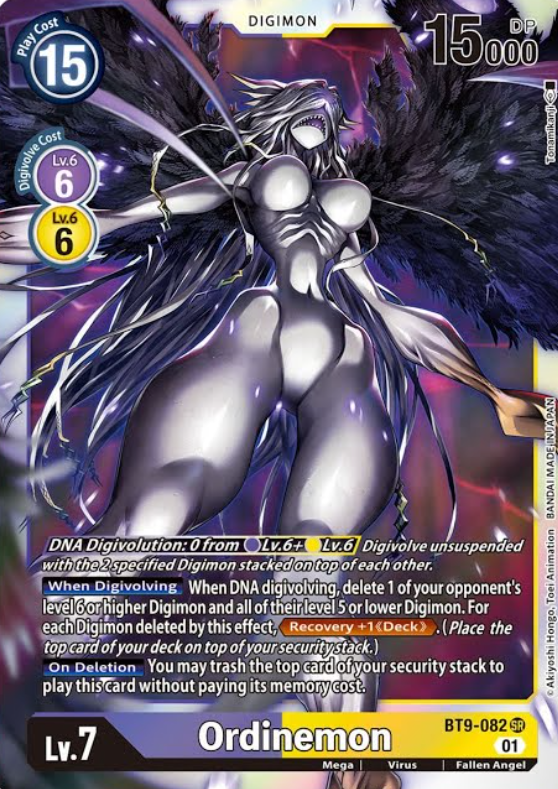 DIGIMON
Play Cost
15
15000
DP
Digivolve Cost
Lv.6
6
Lv.6
6
Tonamikanji
DNA Digivolution: 0 from Lv.6+ Lv.6 Digivolve unsuspended
with the 2 specified Digimon stacked on top of each other.
When Digivolving When DNA digivolving, delete 1 of your opponent's
level 6 or higher Digimon and all of their level 5 or lower Digimon. For
each Digimon deleted by this effect, Recovery +1《Deck》. (Place the
top card of your deck on top of your security stack.)
On Deletion You may trash the top card of your security stack to
play this card without paying its memory cost.
© Akiyoshi Hongo, Toei Animation BANDAI MADE IN JAPAN
Lv.7
Ordinemon
BT9-082 SR
01
Mega | Virus | Fallen Angel